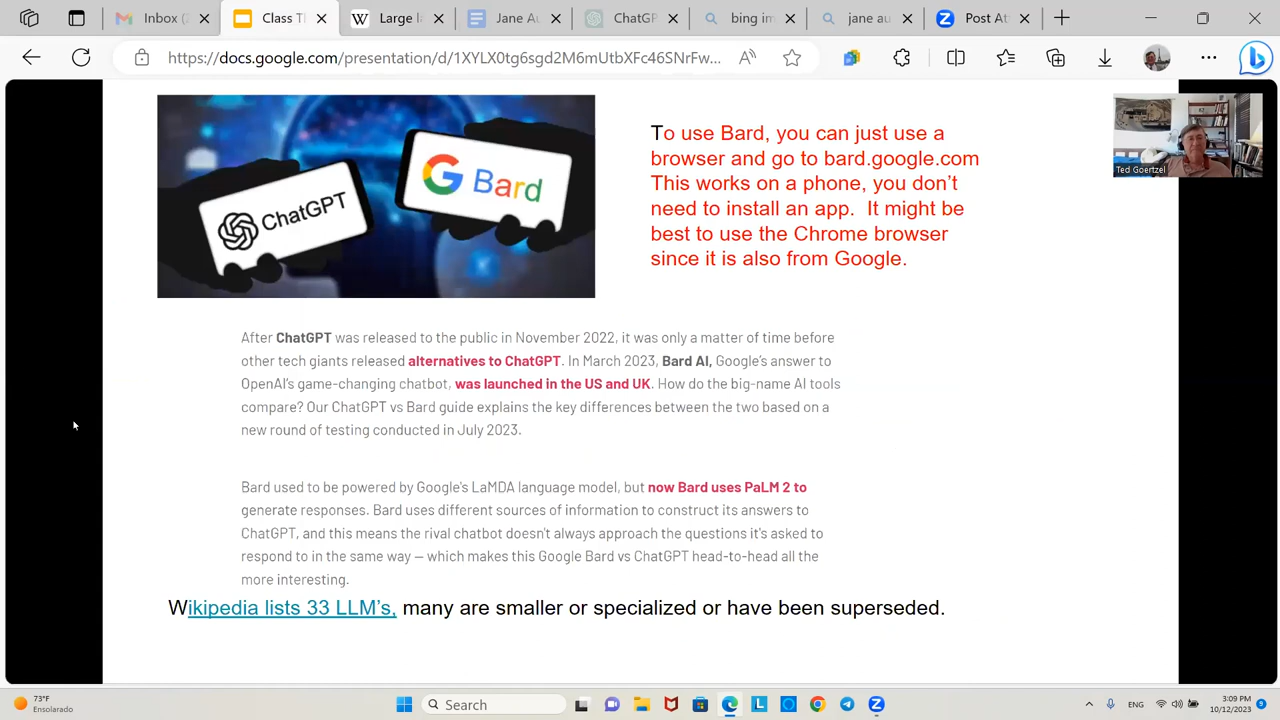 Inbox (
Class T
Large l
Jane Au
ChatGP
bing im
jane au
Post At
https://docs.google.com/presentation/d/1XYLX0tg6sgd2M6mUtbXFc46SNrFw...
ChatGPT
Bard
To use Bard, you can just use a
browser and go to bard.google.com
This works on a phone, you don't
need to install an app. It might be
best to use the Chrome browser
since it is also from Google.
Ted Goertzel
After ChatGPT was released to the public in November 2022, it was only a matter of time before
other tech giants released alternatives to ChatGPT. In March 2023, Bard AI, Google's answer to
OpenAI's game-changing chatbot, was launched in the US and UK. How do the big-name AI tools
compare? Our ChatGPT vs Bard guide explains the key differences between the two based on a
new round of testing conducted in July 2023.
Bard used to be powered by Google's LaMDA language model, but now Bard uses PaLM 2 to
generate responses. Bard uses different sources of information to construct its answers to
ChatGPT, and this means the rival chatbot doesn't always approach the questions it's asked to
respond to in the same way – which makes this Google Bard vs ChatGPT head-to-head all the
more interesting.
Wikipedia lists 33 LLM's, many are smaller or specialized or have been superseded.
73°F
Ensolarado
Search
ENG
3:09 PM
10/12/2023